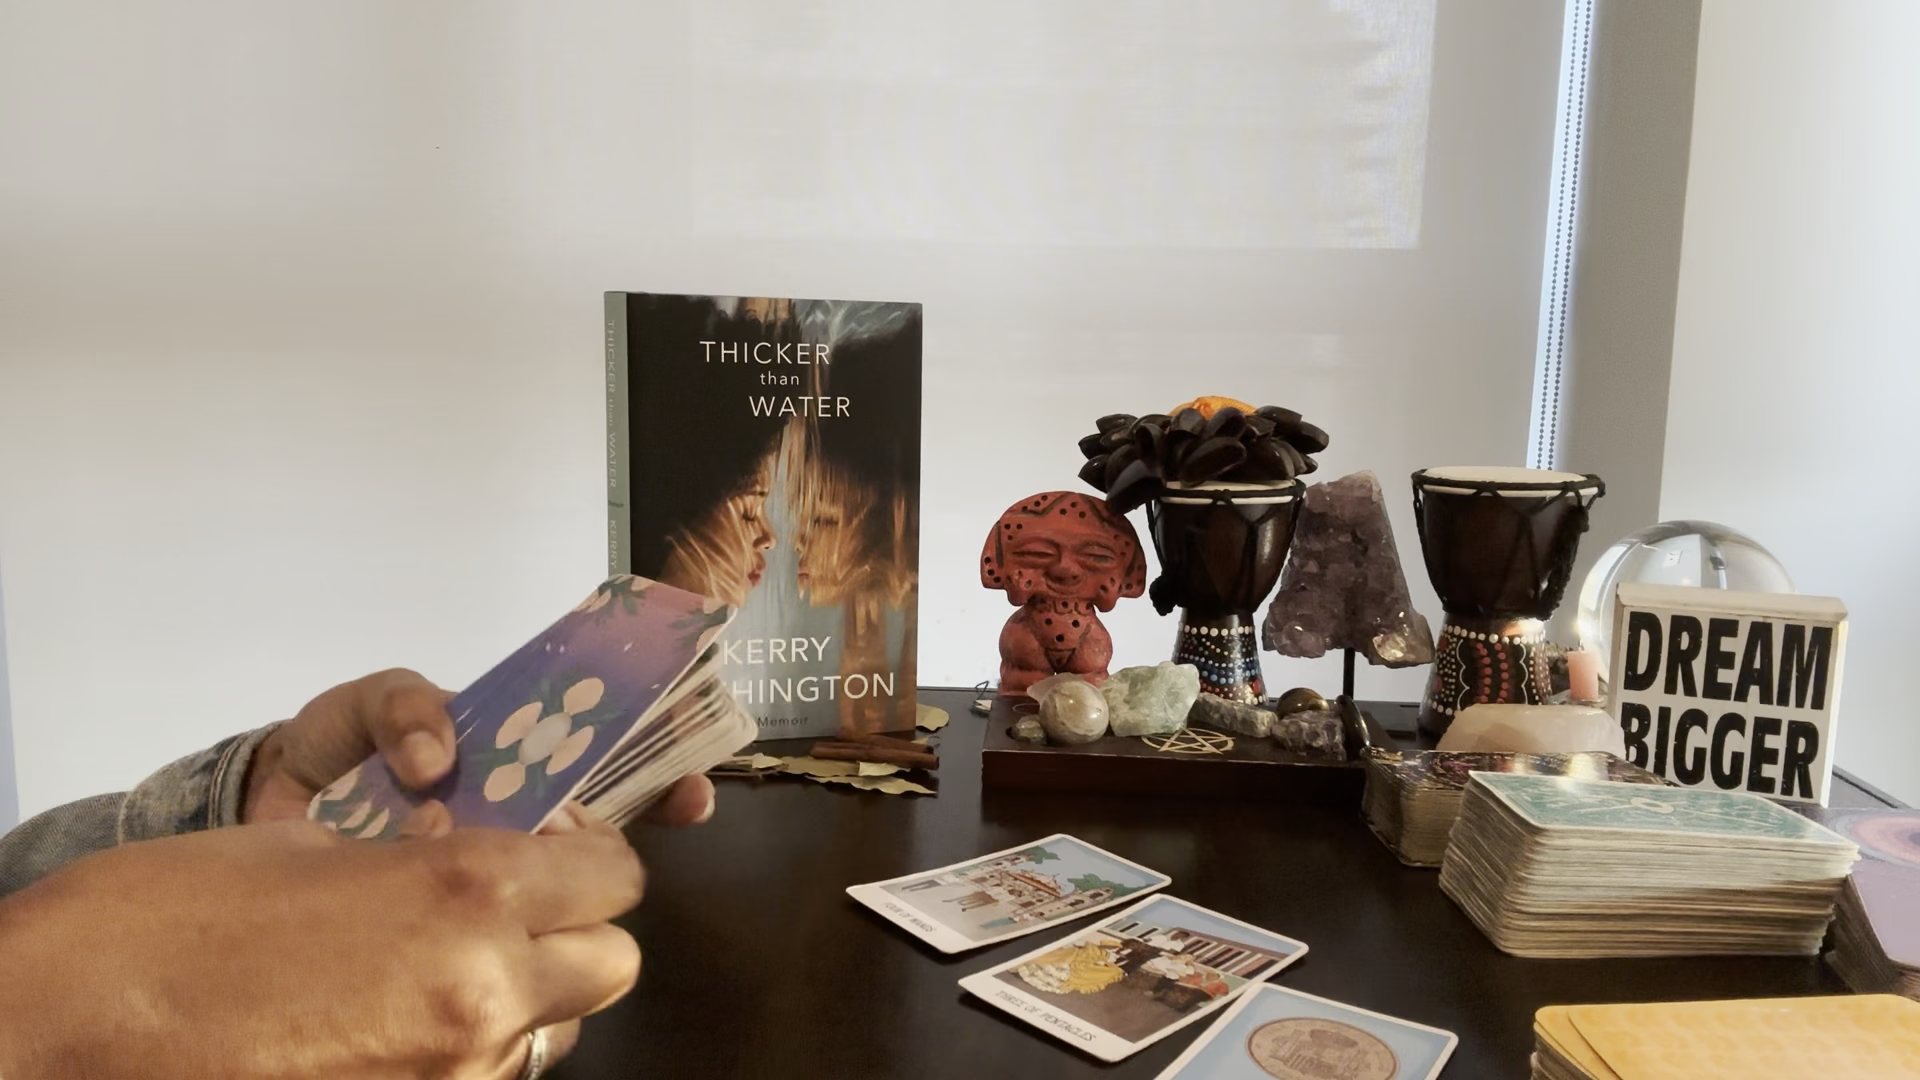 THICKER than WATER
KERRY
THICKER
than
WATER
KERRY
HINGTON
Memoir
DREAM
BIGGER
FOUR OF WANDS
THREE OF PENTACLES